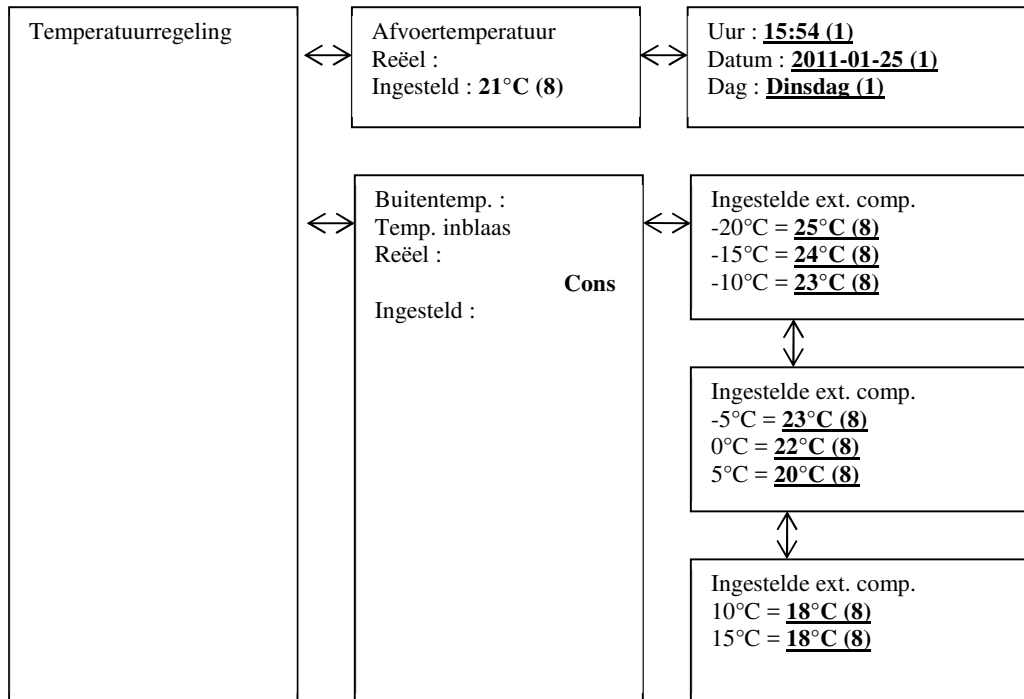 Temperatuurregeling
Afvoertemperatuur
Reëel :
Ingesteld : 21°C (8)
Uur : 15:54 (1)
Datum : 2011-01-25 (1)
Dag : Dinsdag (1)
Buitentemp. :
Temp. inblaas
Reëel :
Cons
Ingesteld :
Ingestelde ext. comp.
-20°C = 25°C (8)
-15°C = 24°C (8)
-10°C = 23°C (8)
Ingestelde ext. comp.
-5°C = 23°C (8)
0°C = 22°C (8)
5°C = 20°C (8)
Ingestelde ext. comp.
10°C = 18°C (8)
15°C = 18°C (8)